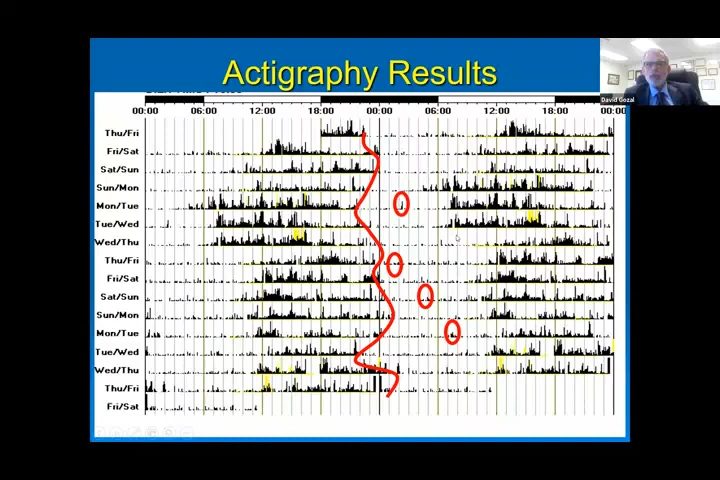 Actigraphy Results
David Gozal
00:00 06:00 12:00 18:00 00:00 06:00 12:00 18:00 00:00
Thu/Fri
Fri/Sat
Sat/Sun
Sun/Mon
Mon/Tue
Tue/Wed
Wed/Thu
Thu/Fri
Fri/Sat
Sat/Sun
Sun/Mon
Mon/Tue
Tue/Wed
Wed/Thu
Thu/Fri
Fri/Sat